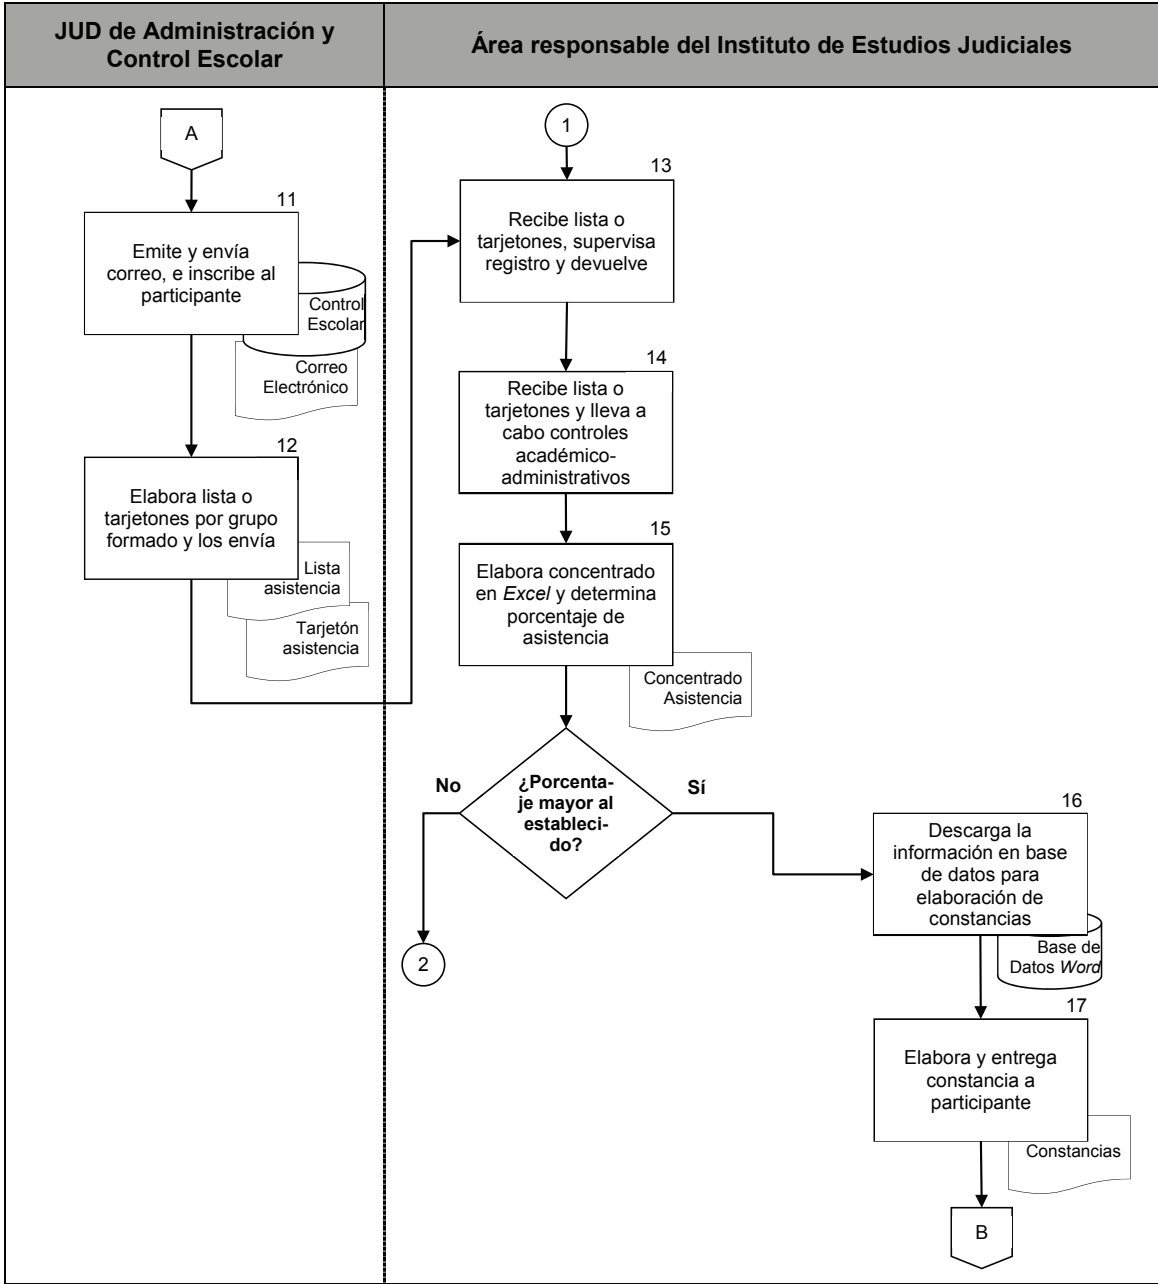 JUD de Administración y
Control Escolar
Área responsable del Instituto de Estudios Judiciales
A
11
Emite y envía
correo, e inscribe al
participante
Control
Escolar
Correo
Electrónico
12
Elabora lista o
tarjetones por grupo
formado y los envía
Lista
asistencia
Tarjetón
asistencia
1
13
Recibe lista o
tarjetones, supervisa
registro y devuelve
14
Recibe lista o
tarjetones y lleva a
cabo controles
académico-
administrativos
15
Elabora concentrado
en Excel y determina
porcentaje de
asistencia
Concentrado
Asistencia
¿Porcenta-
je mayor al
estableci-
do?
No
Sí
2
16
Descarga la
información en base
de datos para
elaboración de
constancias
Base de
Datos Word
17
Elabora y entrega
constancia a
participante
Constancias
B